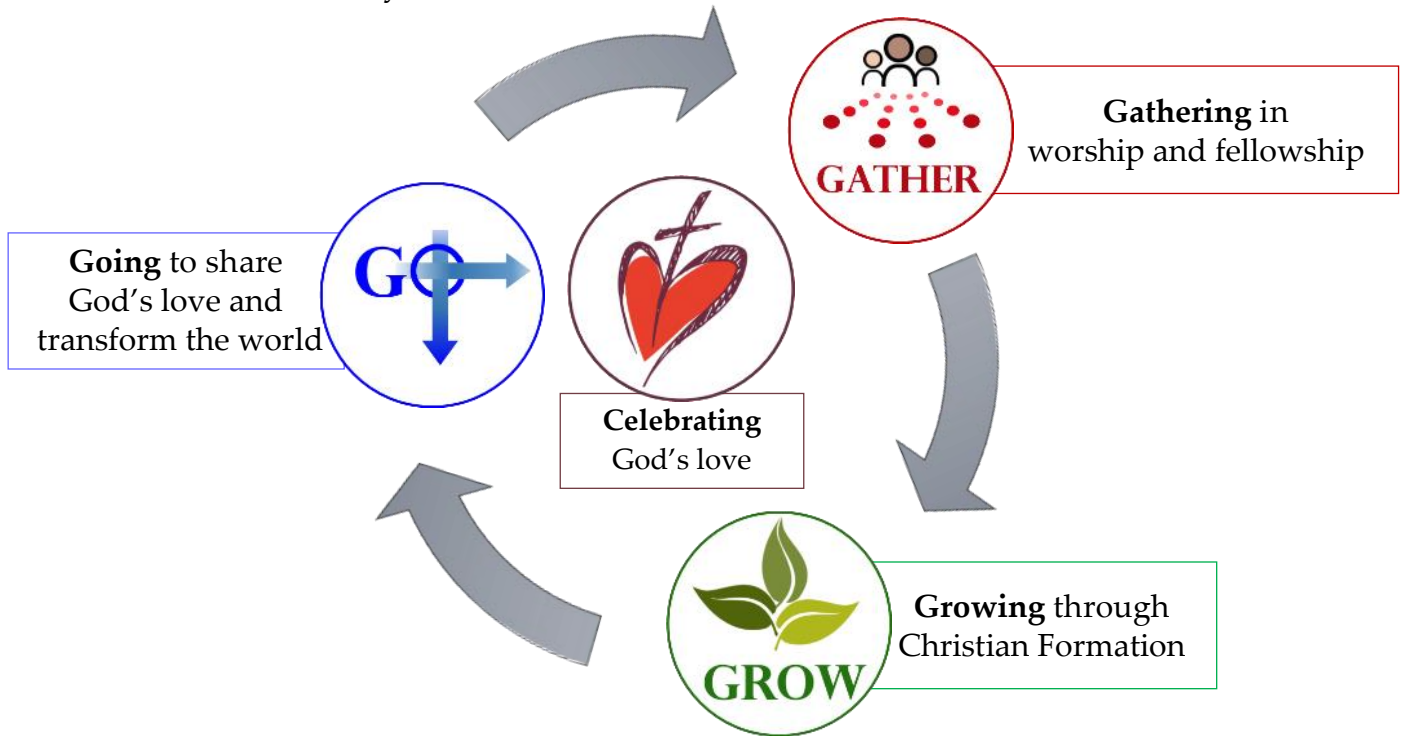 GATHER
Gathering in
worship and fellowship
GO
Going to share
God’s love and
transform the world
Celebrating
God’s love
GROW
Growing through
Christian Formation